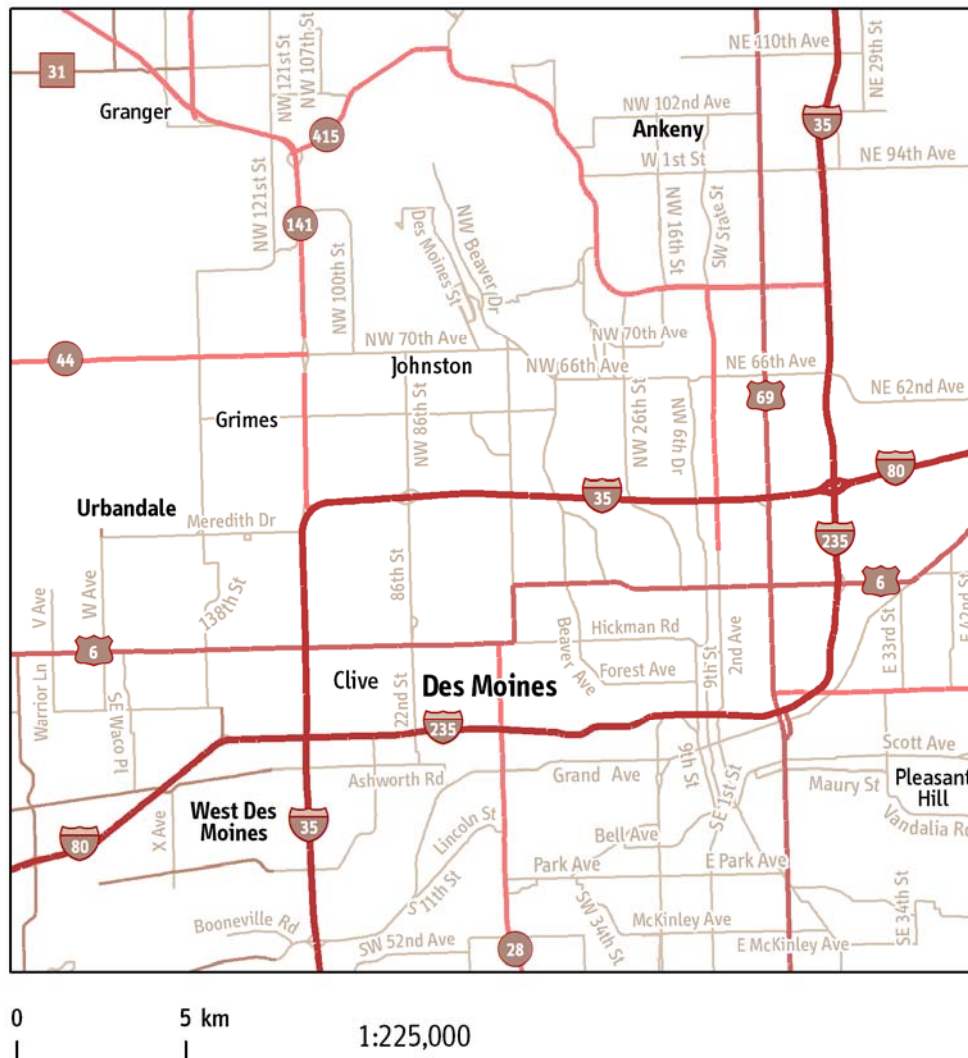 NE 110th Ave
NE 29th St
31
NW 121st St
NW 107th St
Granger
415
NW 102nd Ave
Ankeny
35
W 1st St
NE 94th Ave
NW 121st St
141
NW 100th St
Des Moines St
NW Beaver Dr
NW 16th St
SW State St
44
NW 70th Ave
NW 70th Ave
Johnston
NW 66th Ave
NE 66th Ave
NE 62nd Ave
69
Grimes
NW 86th St
NW 26th St
NW 6th Dr
80
35
Urbandale
Meredith Dr
235
V Ave
W Ave
138th St
86th St
6
Hickman Rd
Beaver Ave
2nd Ave
E 33rd St
E 42nd St
6
Forest Ave
9th St
Warrior Ln
SE Waco Pl
Clive
Des Moines
22nd St
235
Ashworth Rd
Grand Ave
9th St
Scott Ave
Maury St
Pleasant
Hill
Vandalia Rd
SE 1st St
80
X Ave
West Des
Moines
35
Lincoln St
Bell Ave
Park Ave
E Park Ave
S 11th St
SW 34th St
SE 34th St
Booneville Rd
SW 52nd Ave
McKinley Ave
E McKinley Ave
28
0
5 km
1:225,000